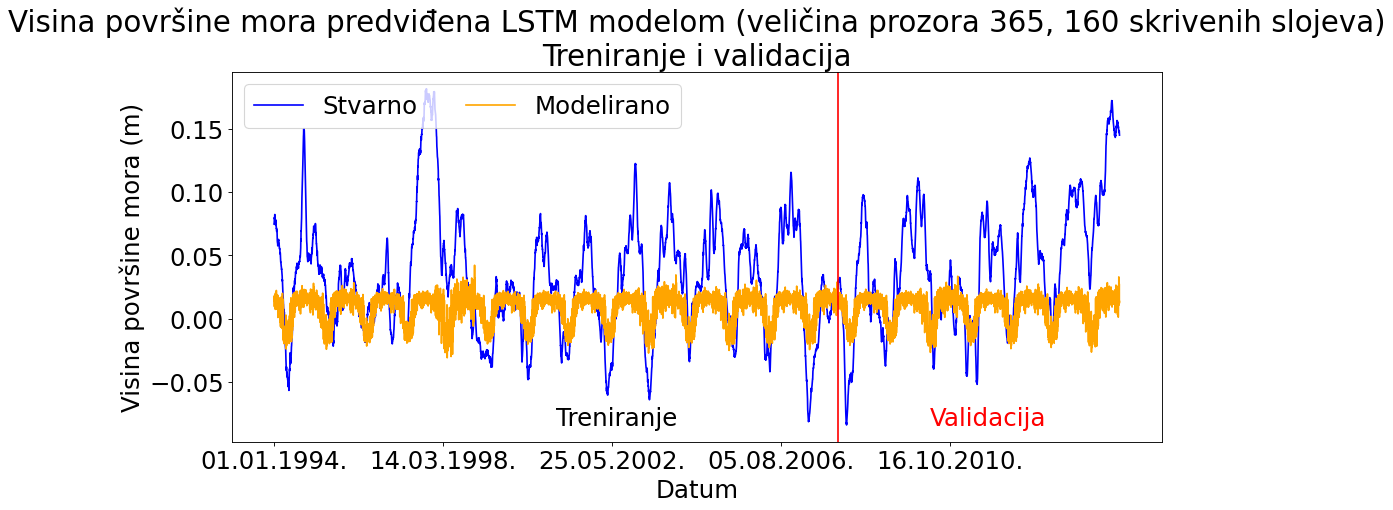 Visina površine mora predviđena LSTM modelom (veličina prozora 365, 160 skrivenih slojeva)
Treniranje i validacija
Stvarno Modelirano
Visina površine mora (m)
0.15
0.10
0.05
0.00
−0.05
Treniranje Validacija
01.01.1994. 14.03.1998. 25.05.2002. 05.08.2006. 16.10.2010.
Datum